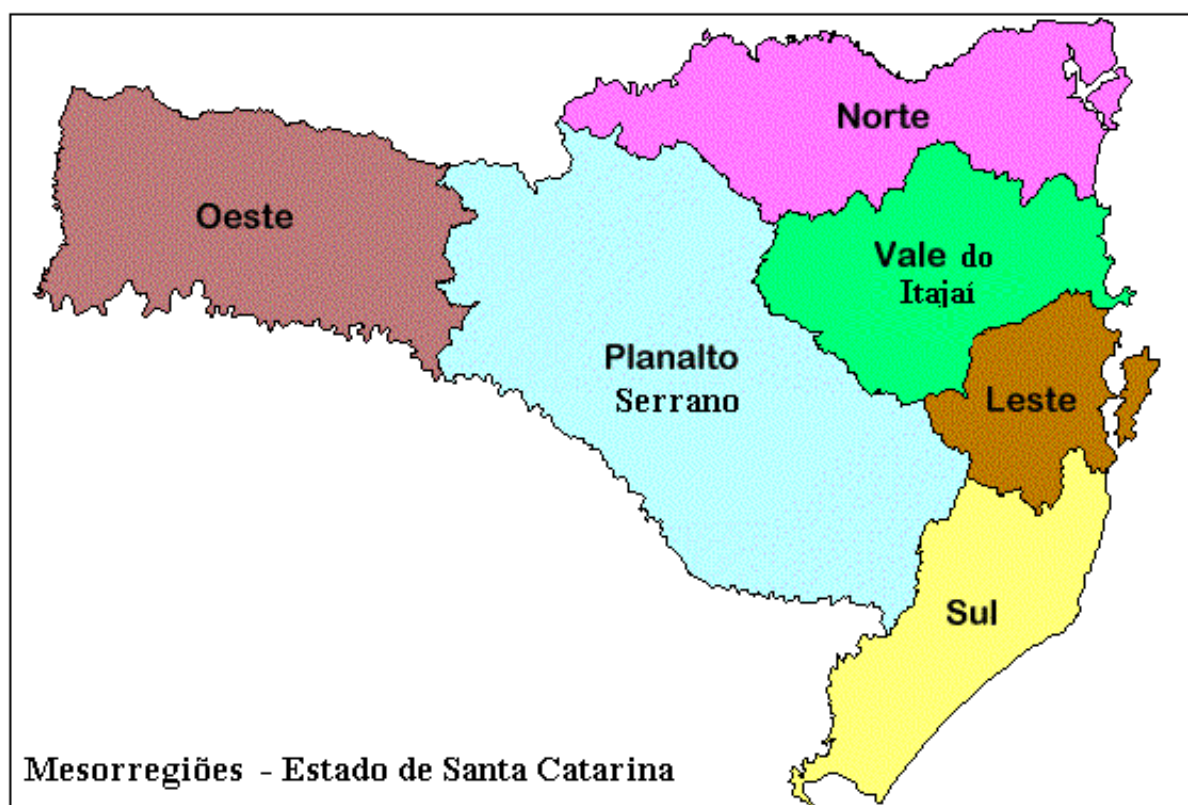 Norte
Oeste
Vale do
Itajaí
Planalto
Serrano
Leste
Sul
Mesorregiões - Estado de Santa Catarina